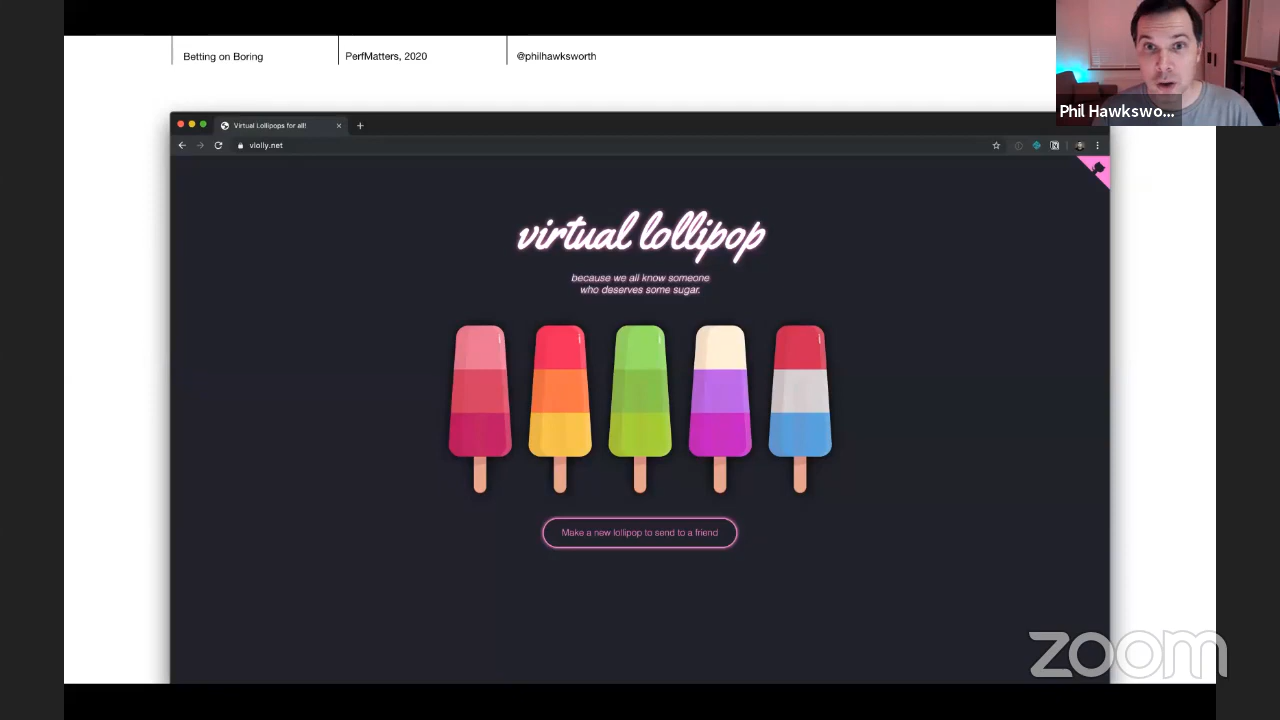 Betting on Boring
PerfMatters, 2020
@philhawksworth
Phil Hawkswo...
Virtual Lollipops for all!
vlolly.net
virtual lollipop
because we all know someone
who deserves some sugar.
Make a new lollipop to send to a friend
zoom